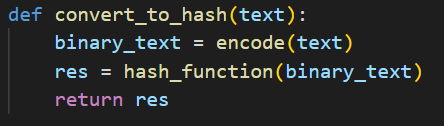 def convert_to_hash(text):
    binary_text = encode(text)
    res = hash_function(binary_text)
    return res